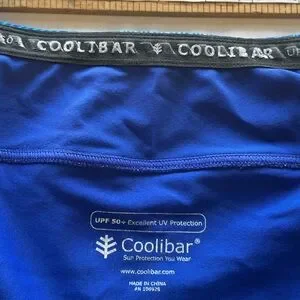 COOLIBAR COOLIBAR
UPF 50+ Excellent UV Protection
Coolibar®
Sun Protection You Wear
www.coolibar.com
MADE IN CHINA